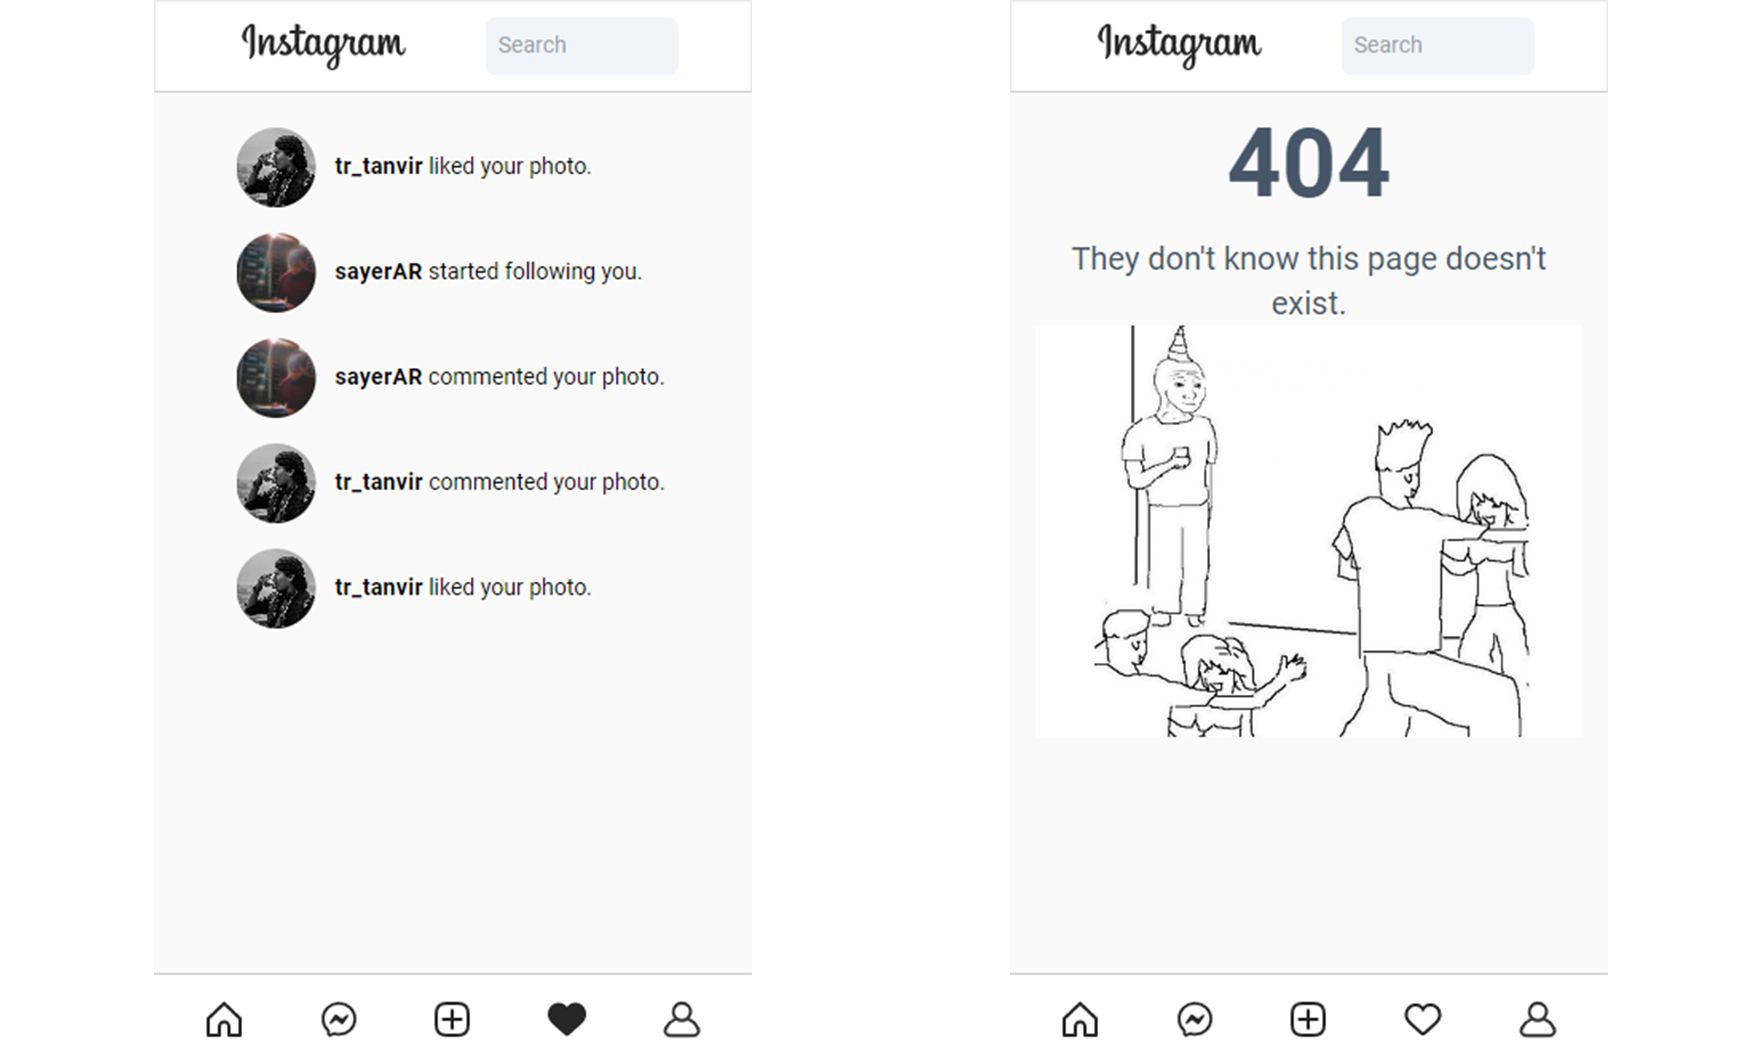 Instagram
Search
tr_tanvir liked your photo.
sayerAR started following you.
sayerAR commented your photo.
tr_tanvir commented your photo.
tr_tanvir liked your photo.
Instagram
Search
404
They don't know this page doesn't
exist.